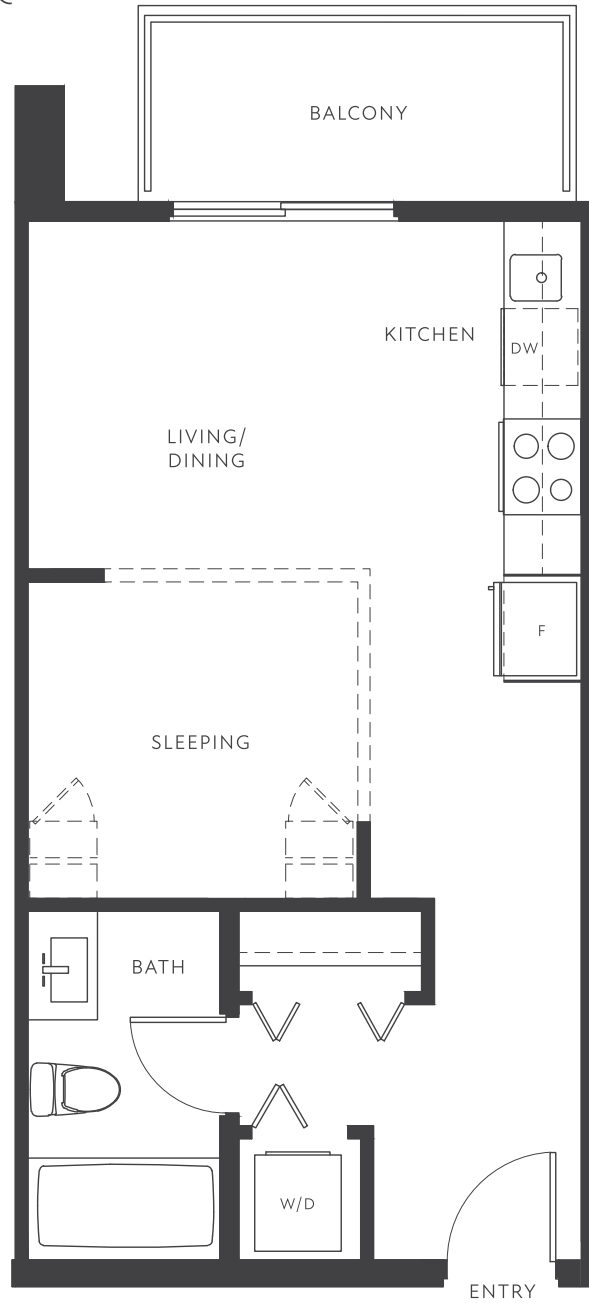 BALCONY
KITCHEN
DW
LIVING/
DINING
F
SLEEPING
BATH
W/D
ENTRY